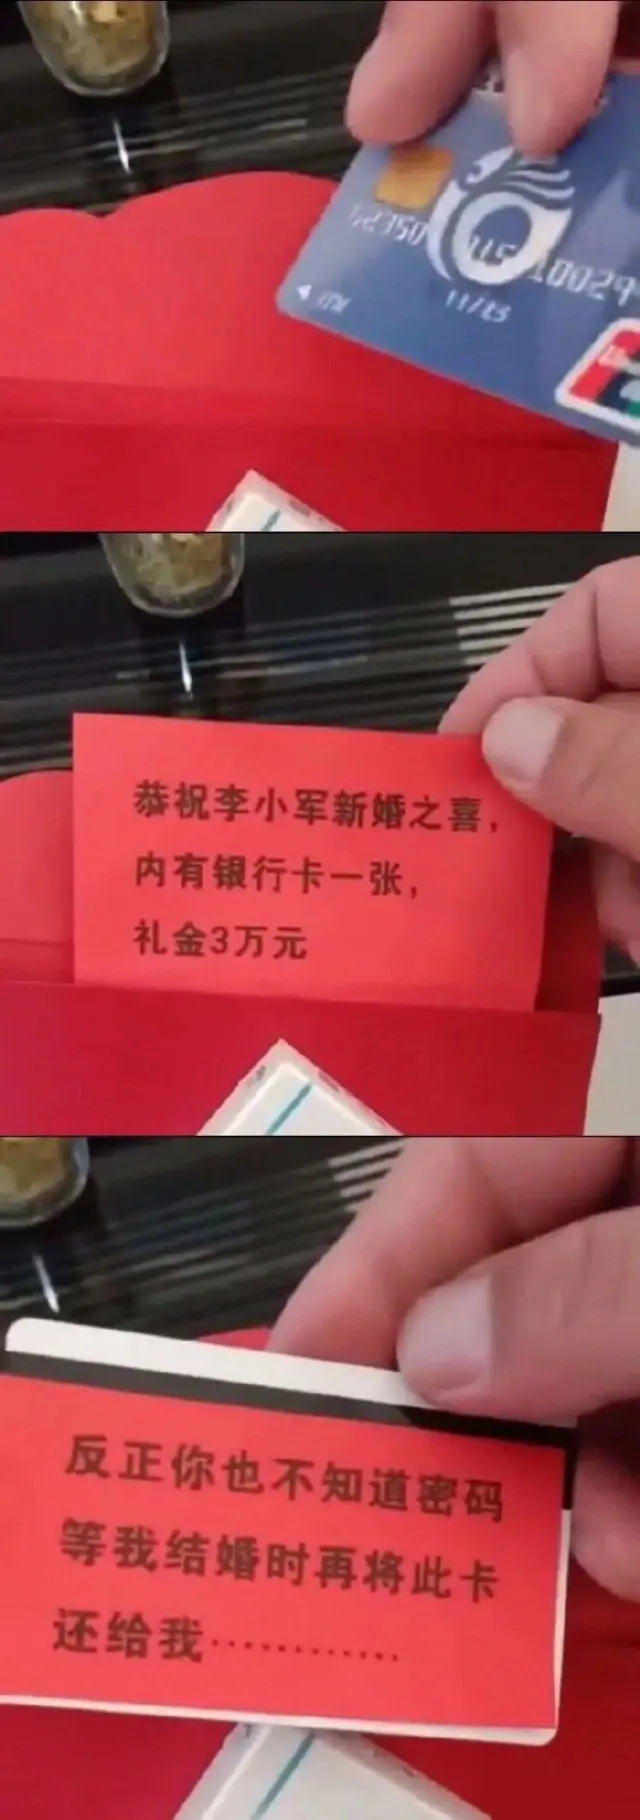 11/23
恭祝李小军新婚之喜，
内有银行卡一张，
礼金3万元
反正你也不知道密码
等我结婚时再将此卡
还给我············